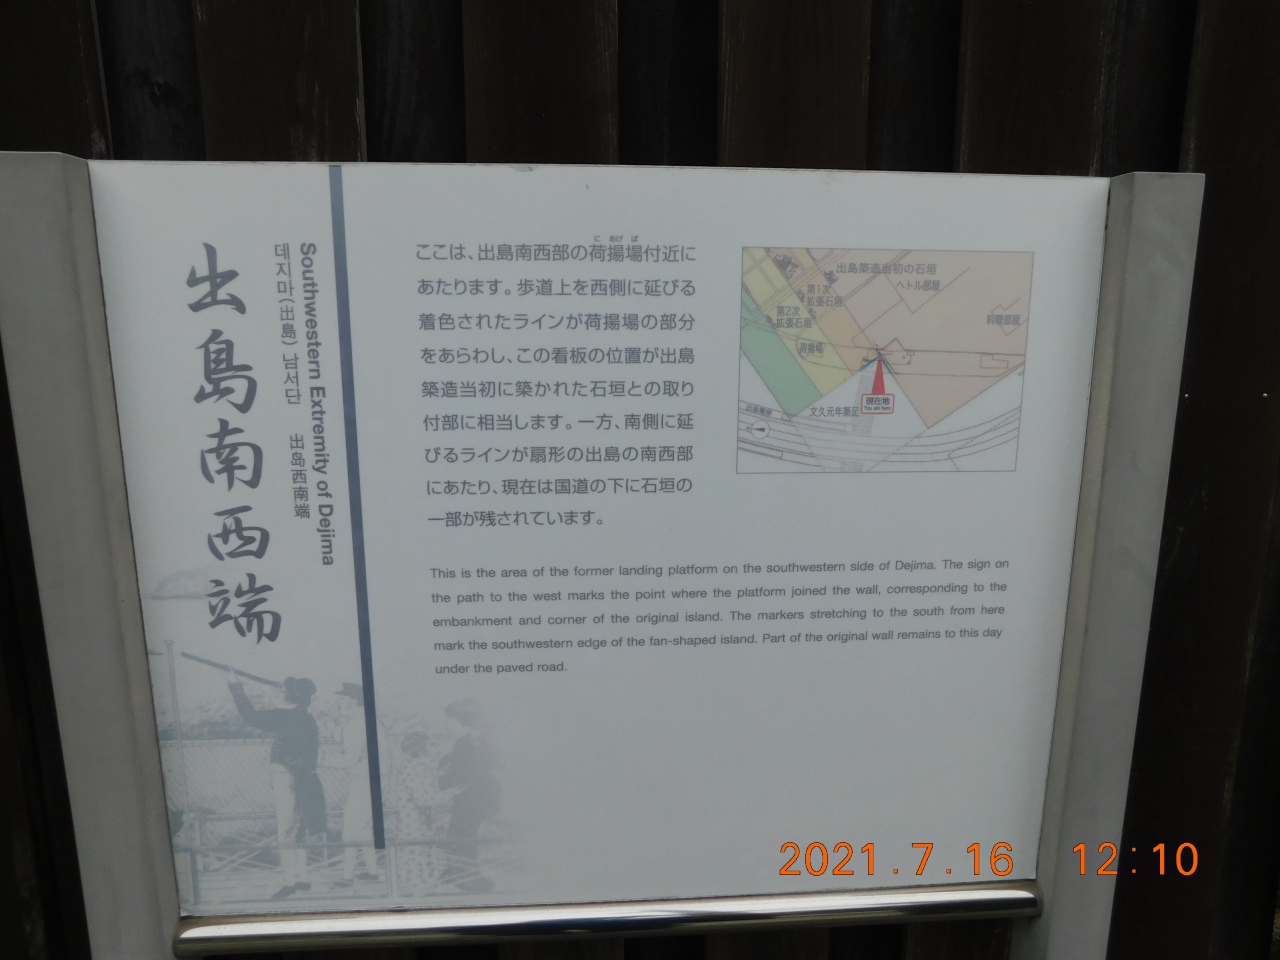 出島南西端
Southwestern Extremity of Dejima
데지마(出島) 남서단 出岛西南端
ここは、出島南西部の荷揚場付近に
に あげ ば
あたります。歩道上を西側に延びる
着色されたラインが荷揚場の部分
をあらわし、この看板の位置が出島
築造当初に築かれた石垣との取り
付部に相当します。一方、南側に延
びるラインが扇形の出島の南西部
にあたり、現在は国道の下に石垣の
一部が残されています。
出島築造当初の石垣
ヘトル部屋
第1次
拡張石垣
第2次
拡張石垣
料理部屋
荷揚場
現在地
You are here
文久元年築足
This is the area of the former landing platform on the southwestern side of Dejima. The sign on
the path to the west marks the point where the platform joined the wall, corresponding to the
embankment and corner of the original island. The markers stretching to the south from here
mark the southwestern edge of the fan-shaped island. Part of the original wall remains to this day
under the paved road.
2021.7.16 12:10